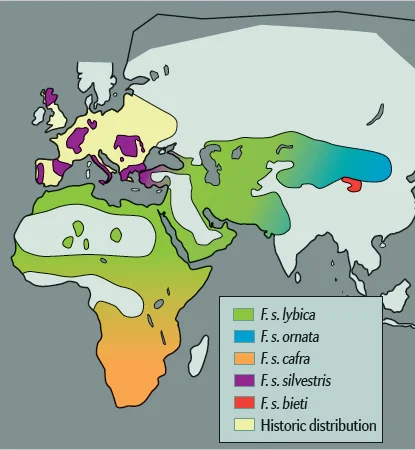 F. s. lybica
F. s. ornata
F. s. cafra
F. s. silvestris
F. s. bieti
Historic distribution